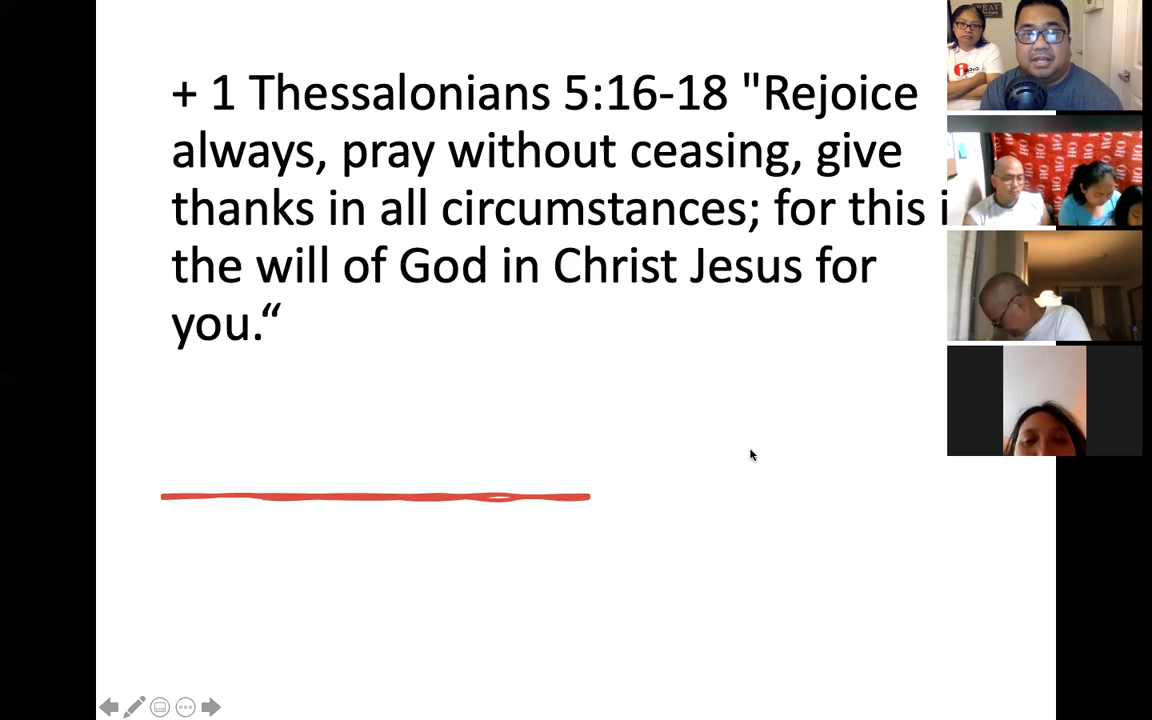 + 1 Thessalonians 5:16-18 "Rejoice
always, pray without ceasing, give
thanks in all circumstances; for this i
the will of God in Christ Jesus for
you.“